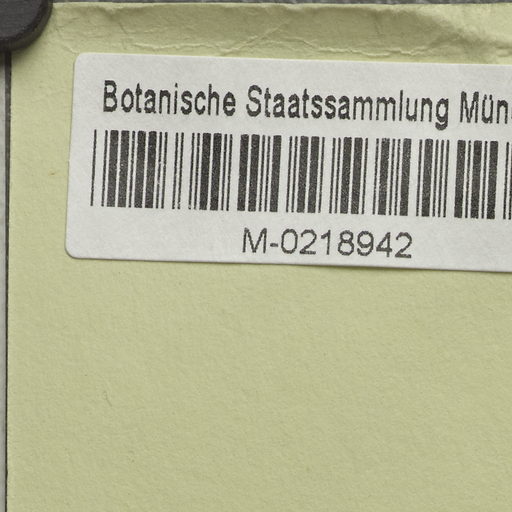 Botanische Staatssammlung Mün
M-0218942